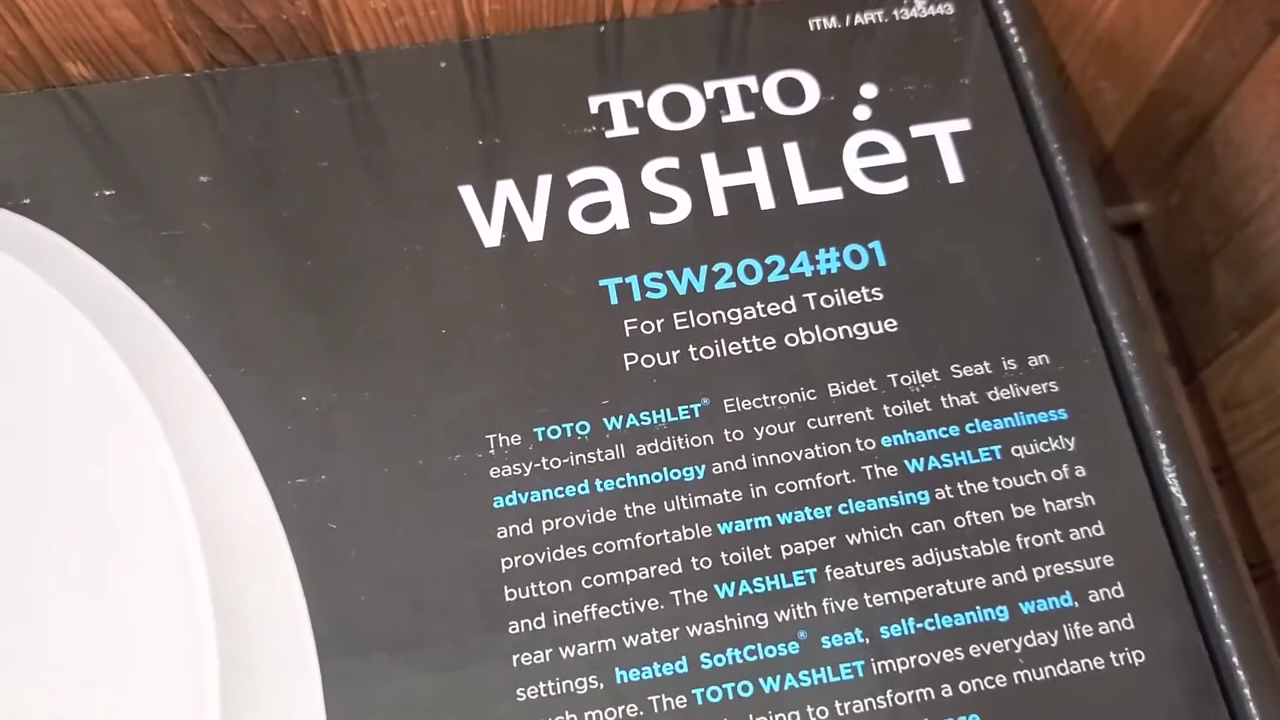 ITM. / ART. 1343443
TOTO
WASHLET
T1SW2024#01
For Elongated Toilets
Pour toilette oblongue
The TOTO WASHLET® Electronic Bidet Toilet Seat is an
easy-to-install addition to your current toilet that delivers
advanced technology and innovation to enhance cleanliness
and provide the ultimate in comfort. The WASHLET quickly
provides comfortable warm water cleansing at the touch of a
button compared to toilet paper which can often be harsh
and ineffective. The WASHLET features adjustable front and
rear warm water washing with five temperature and pressure
settings, heated SoftClose® seat, self-cleaning wand, and
more. The TOTO WASHLET improves everyday life and
to transform a once mundane trip